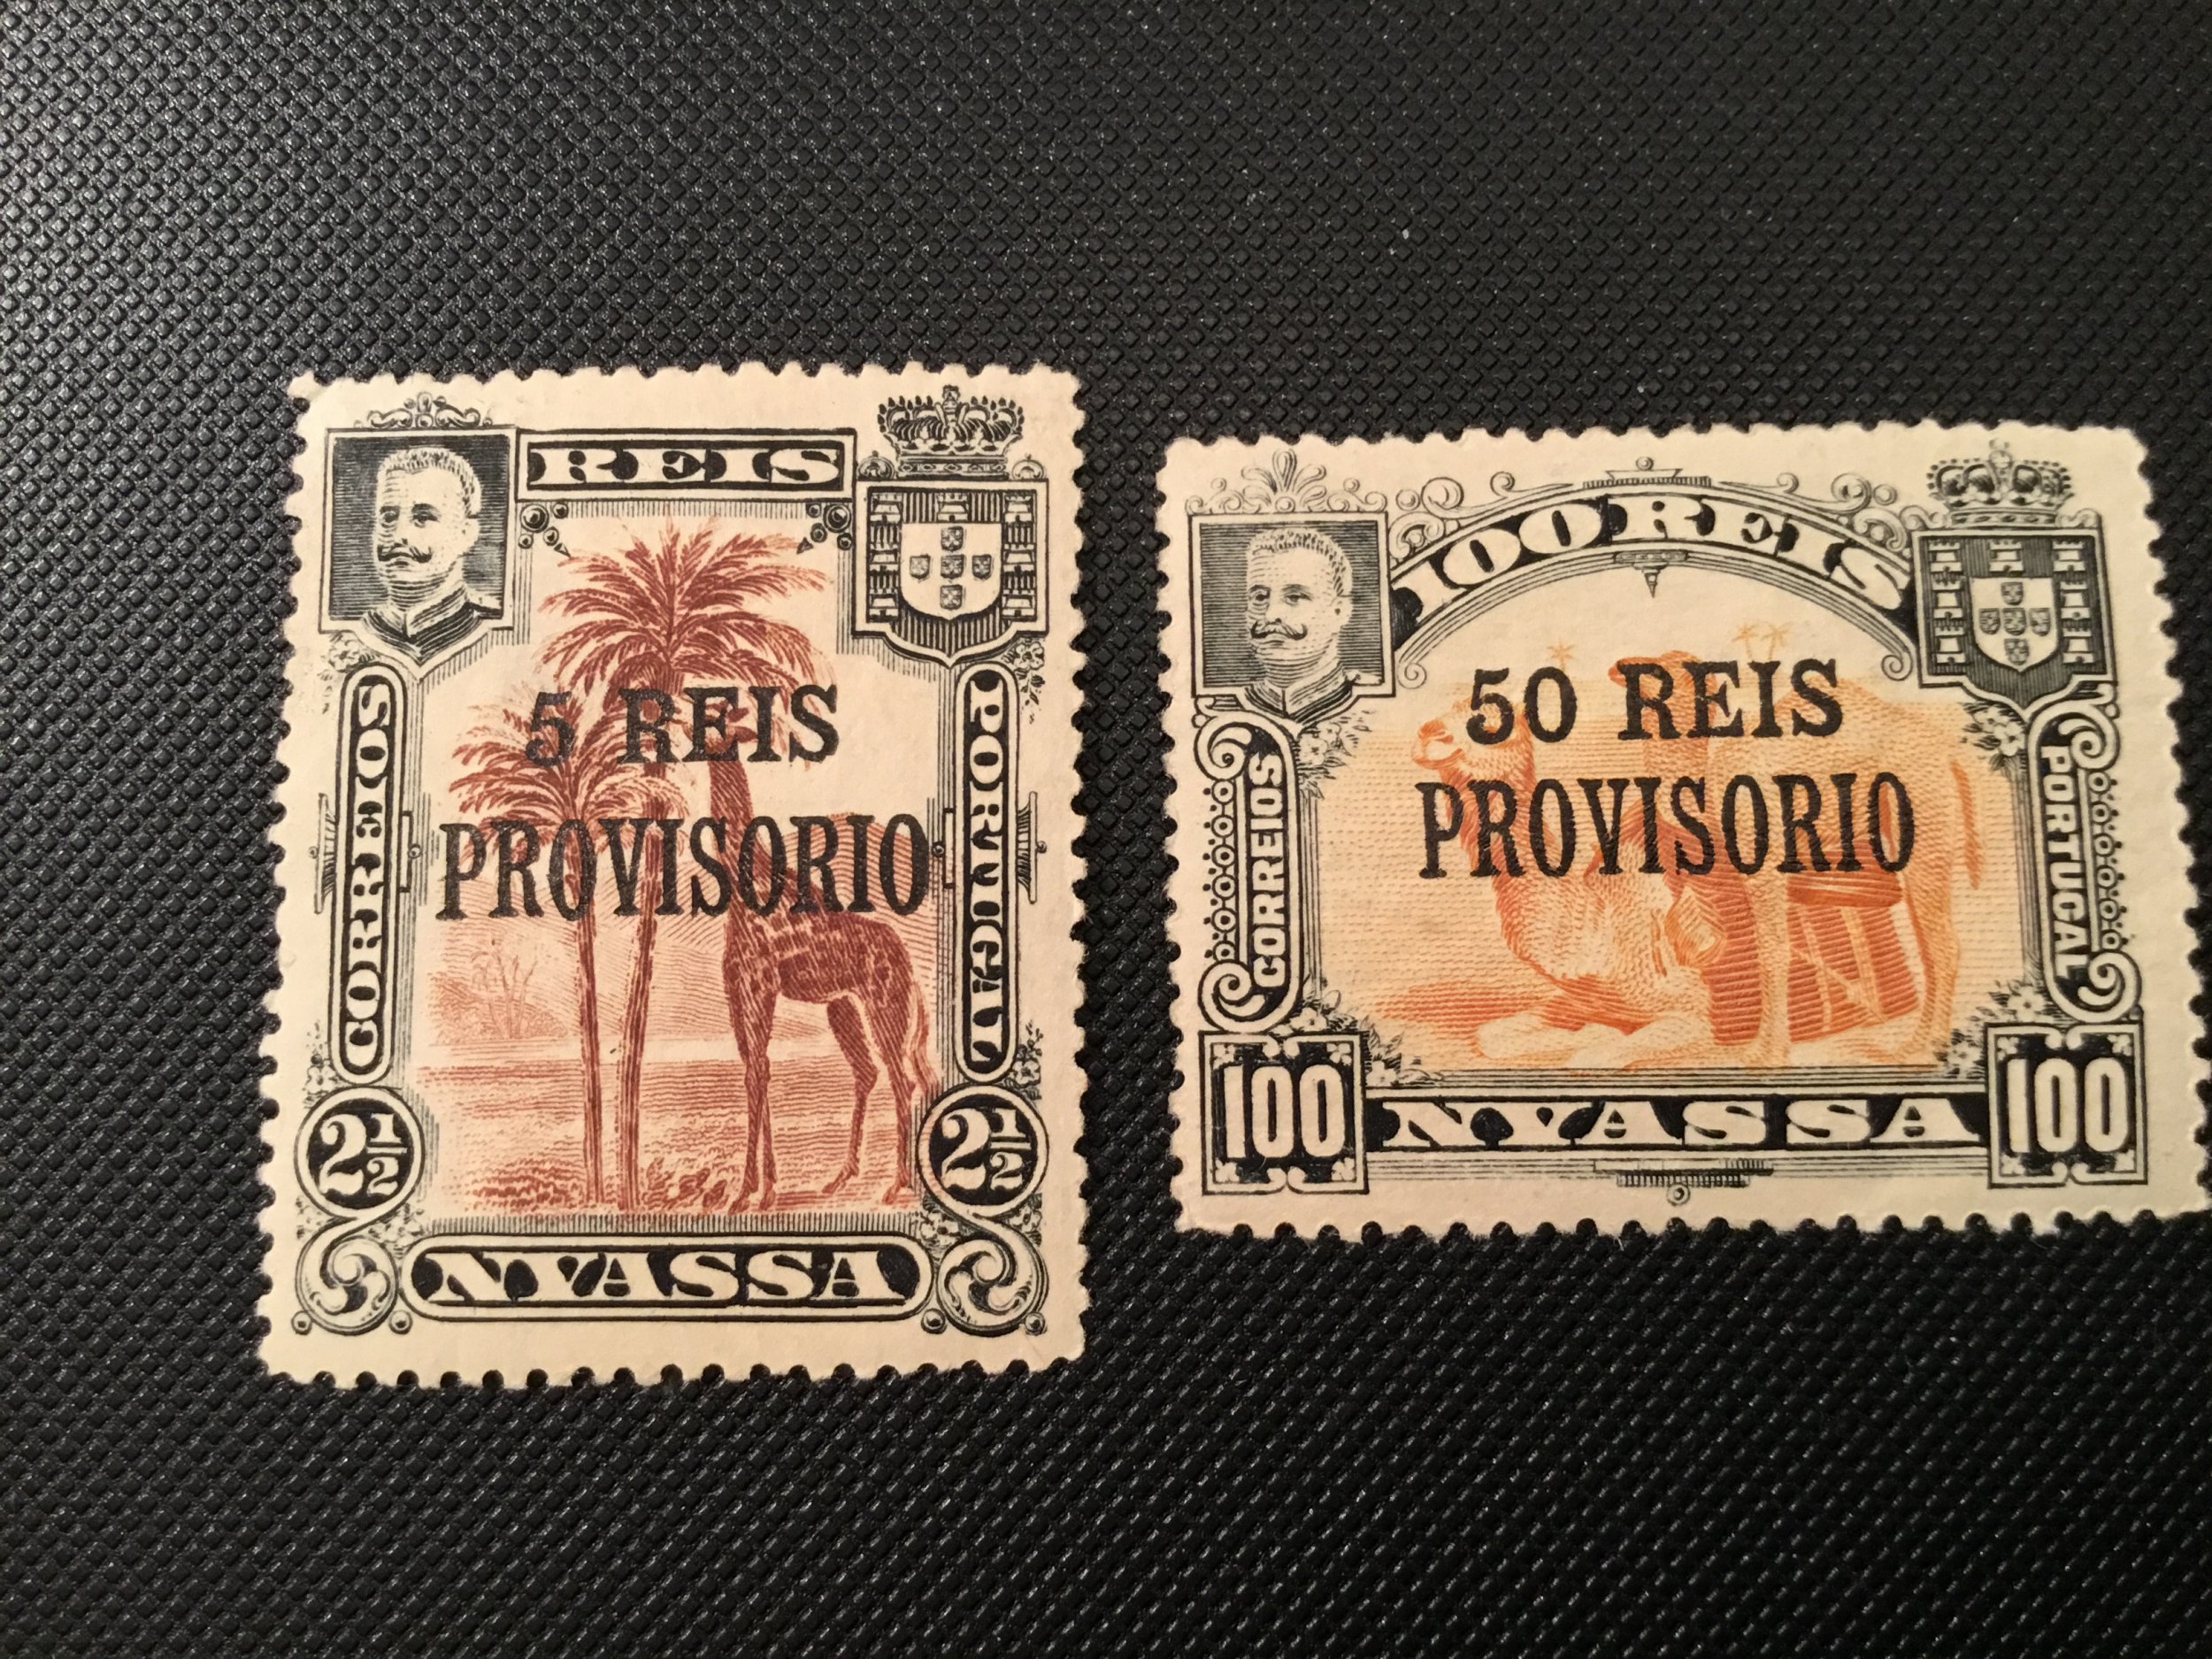 REIS
5 REIS
PROVISORIO
CORREIOS
PORTUGAL
2½
2½
NYASSA
100 REIS
50 REIS
PROVISORIO
CORREIOS
PORTUGAL
100
100
NYASSA